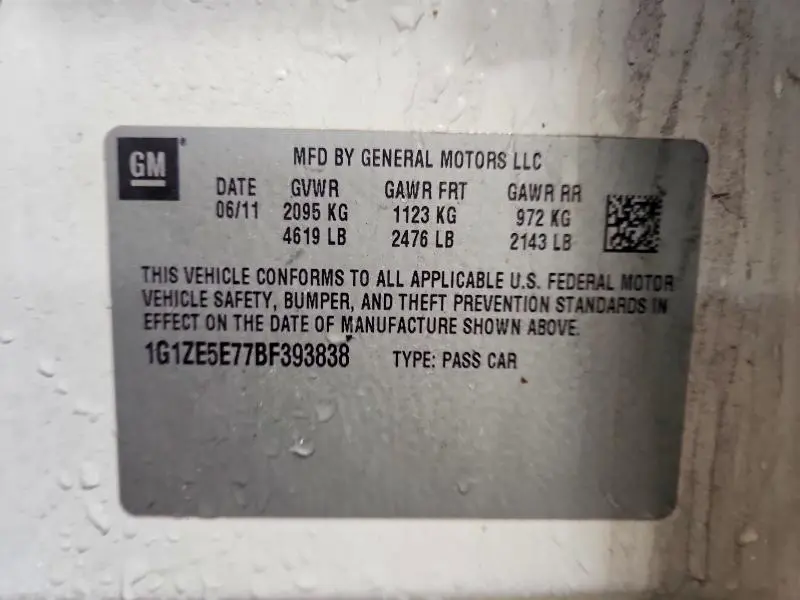 GM
MFD BY GENERAL MOTORS LLC
DATE GVWR GAWR FRT GAWR RR
06/11 2095 KG 1123 KG 972 KG
4619 LB 2476 LB 2143 LB
THIS VEHICLE CONFORMS TO ALL APPLICABLE U.S. FEDERAL MOTOR
VEHICLE SAFETY, BUMPER, AND THEFT PREVENTION STANDARDS IN
EFFECT ON THE DATE OF MANUFACTURE SHOWN ABOVE.
1G1ZE5E77BF393838 TYPE: PASS CAR